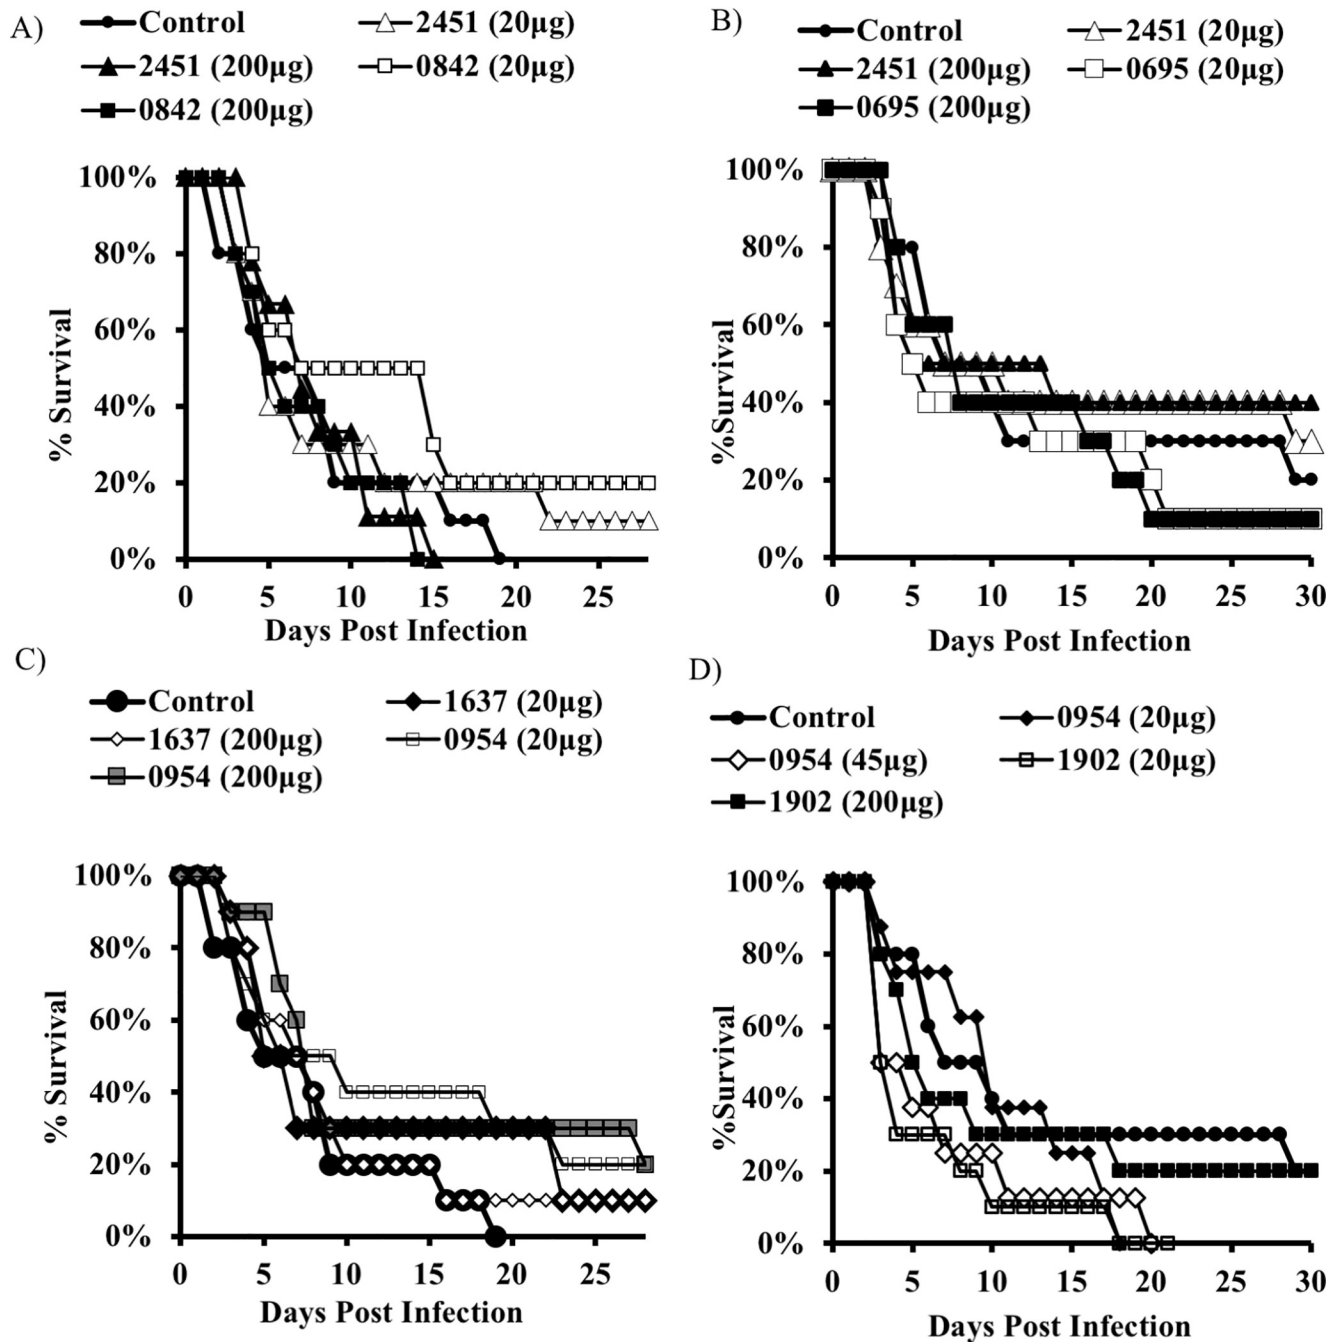 A)
Control 2451 (20µg)
2451 (200µg) 0842 (20µg)
0842 (200µg)
100%
80%
60%
40%
20%
0%
% Survival
0 5 10 15 20 25
Days Post Infection
B)
Control 2451 (20µg)
2451 (200µg) 0695 (20µg)
0695 (200µg)
100%
80%
60%
40%
20%
0%
%Survival
0 5 10 15 20 25 30
Days Post Infection
C)
Control 1637 (20µg)
1637 (200µg) 0954 (20µg)
0954 (200µg)
100%
80%
60%
40%
20%
0%
% Survival
0 5 10 15 20 25
Days Post Infection
D)
Control 0954 (20µg)
0954 (45µg) 1902 (20µg)
1902 (200µg)
100%
80%
60%
40%
20%
0%
%Survival
0 5 10 15 20 25 30
Days Post Infection